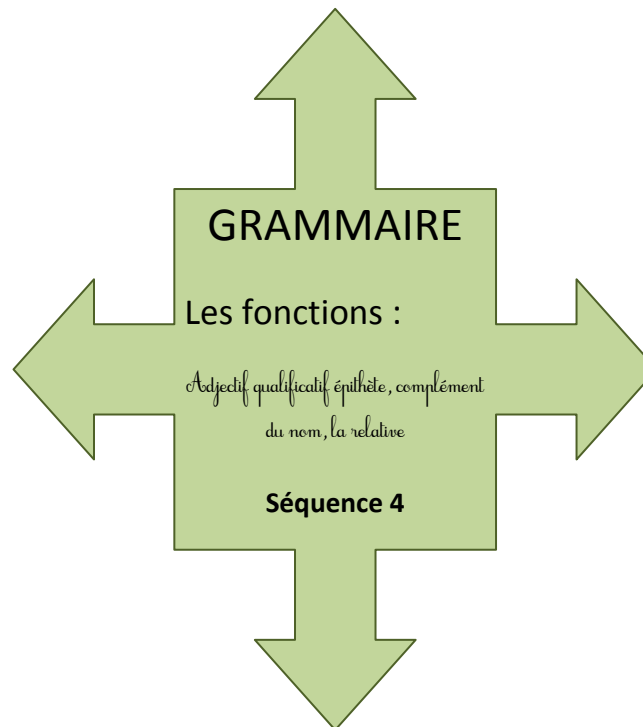 GRAMMAIRE
Les fonctions :
Adjectif qualificatif épithète, complément
du nom, la relative
Séquence 4